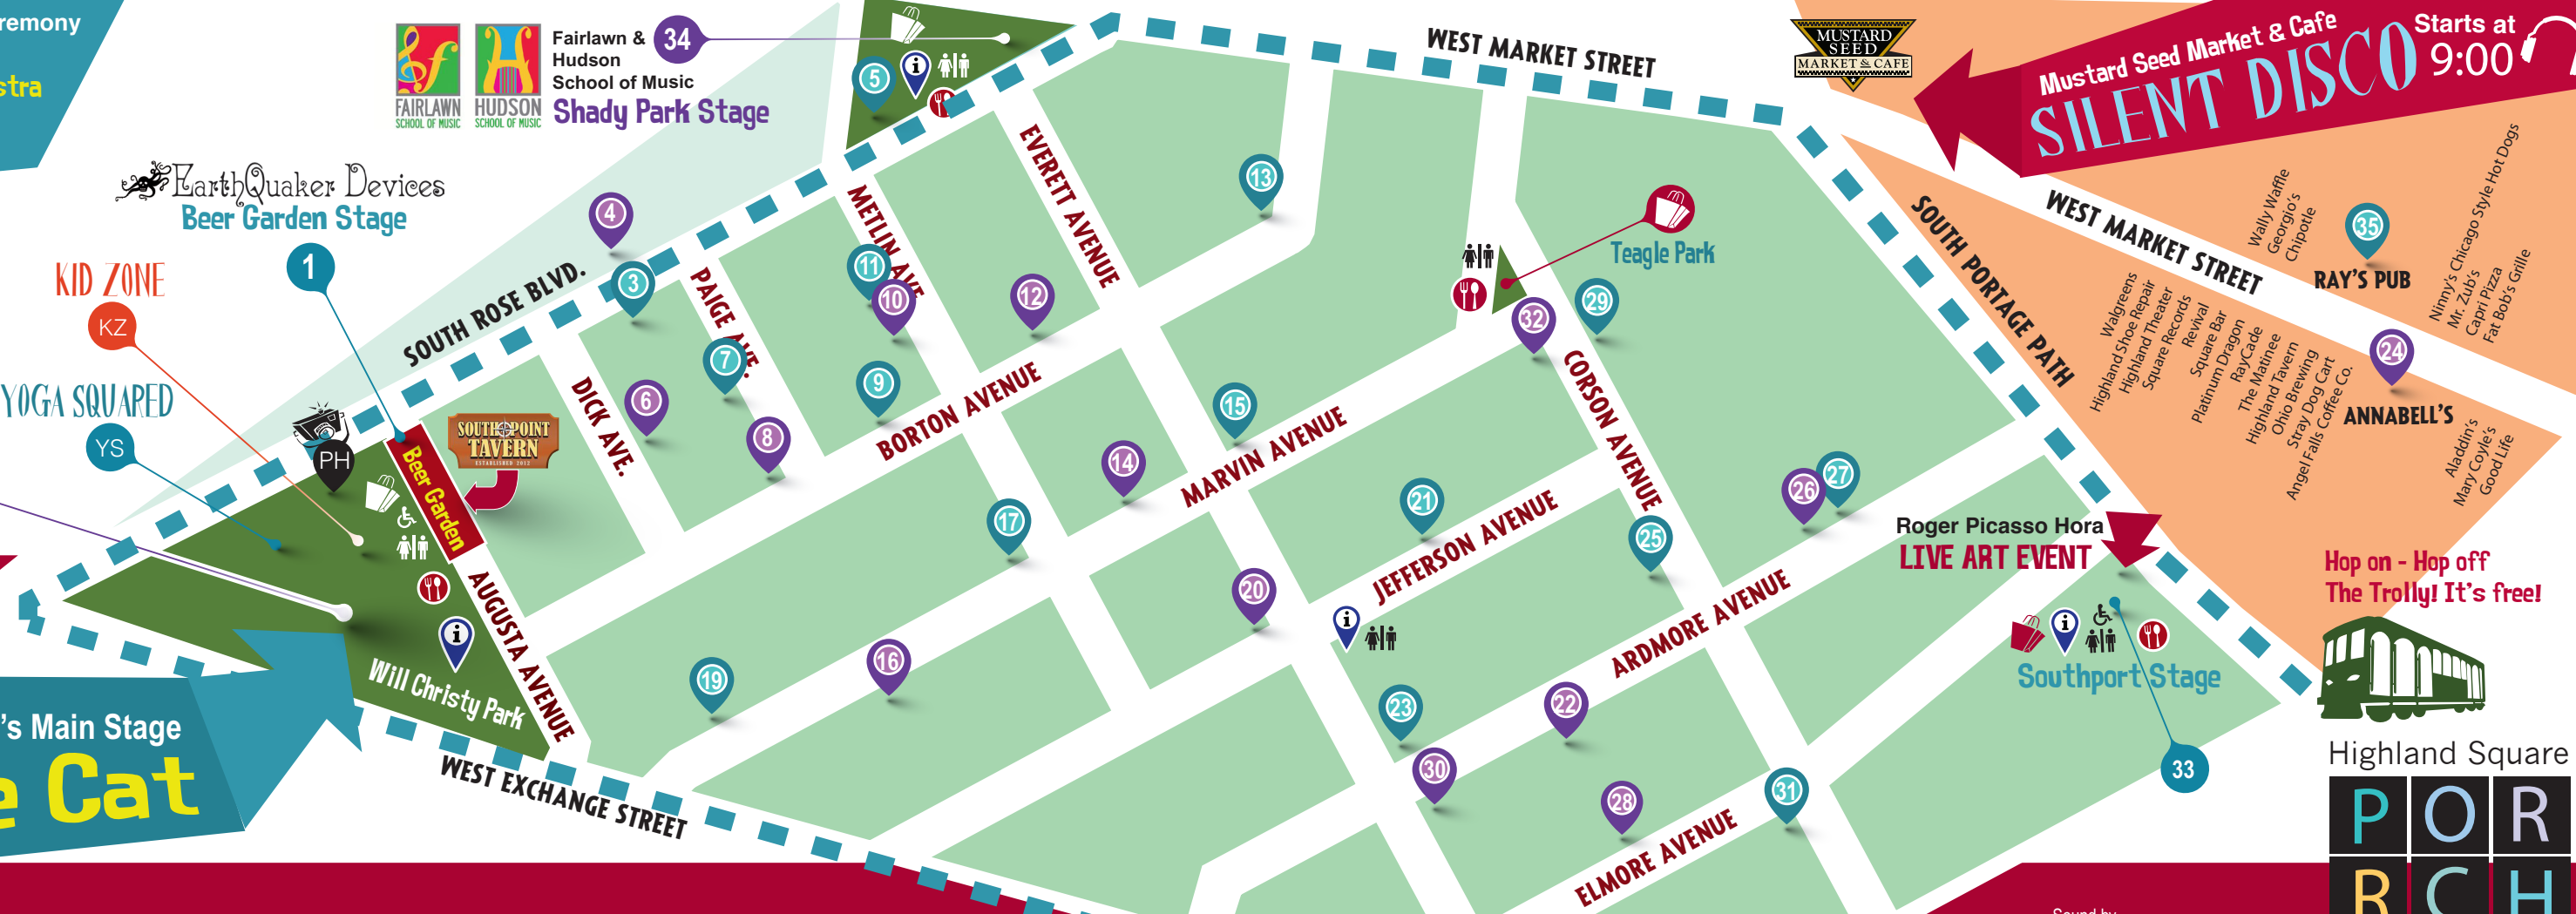 remony
stra
FAIRLAWN
SCHOOL OF MUSIC
HUDSON
SCHOOL OF MUSIC
Fairlawn &
Hudson
School of Music
Shady Park Stage
34
5
i
WEST MARKET STREET
MUSTARD
SEED
MARKET & CAFE
Mustard Seed Market & Cafe
SILENT DISCO
Starts at
9:00
EarthQuaker Devices
Beer Garden Stage
1
KID ZONE
KZ
YOGA SQUARED
YS
PH
SOUTH ROSE BLVD.
4
3
METLIN AVE
EVERETT AVENUE
PAIGE AVE.
DICK AVE.
11
10
12
13
7
6
8
9
BORTON AVENUE
Teagle Park
32
29
SOUTH PORTAGE PATH
WEST MARKET STREET
Wally Waffle
Georgio's
Chipotle
35
RAY'S PUB
Ninny's Chicago Style Hot Dogs
Mr. Zub's
Capri Pizza
Fat Bob's Grille
Walgreens
Highland Shoe Repair
Highland Theater
Square Records
Revival
Square Bar
Platinum Dragon
RayCade
The Matinee
Highland Tavern
Ohio Brewing
Stray Dog Cart
Angel Falls Coffee Co.
24
ANNABELL'S
Aladdin's
Mary Coyle's
Good Life
SOUTH POINT
TAVERN
ESTABLISHED 2012
Beer Garden
AUGUSTA AVENUE
i
Will Christy Park
15
14
MARVIN AVENUE
CORSON AVENUE
17
21
JEFFERSON AVENUE
25
26
27
20
i
16
19
ARDMORE AVENUE
23
22
30
28
31
ELMORE AVENUE
Roger Picasso Hora
LIVE ART EVENT
i
Southport Stage
33
Hop on - Hop off
The Trolly! It's free!
's Main Stage
e Cat
WEST EXCHANGE STREET
Highland Square
P O R
R C H
Sound by